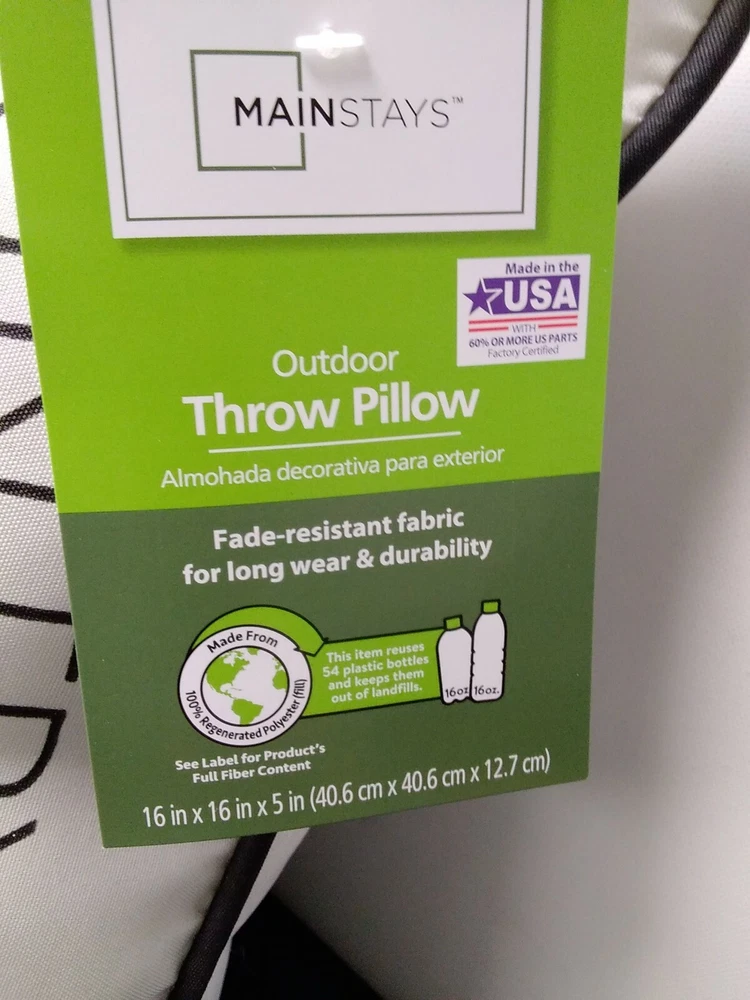 MAINSTAYS™
Made in the
USA
WITH
60% OR MORE US PARTS
Factory Certified
Outdoor
Throw Pillow
Almohada decorativa para exterior
Fade-resistant fabric
for long wear & durability
Made From
100% Regenerated Polyester (fill)
This item reuses
54 plastic bottles
and keeps them
out of landfills.
16oz 16oz.
See Label for Product's
Full Fiber Content
16 in x 16 in x 5 in (40.6 cm x 40.6 cm x 12.7 cm)